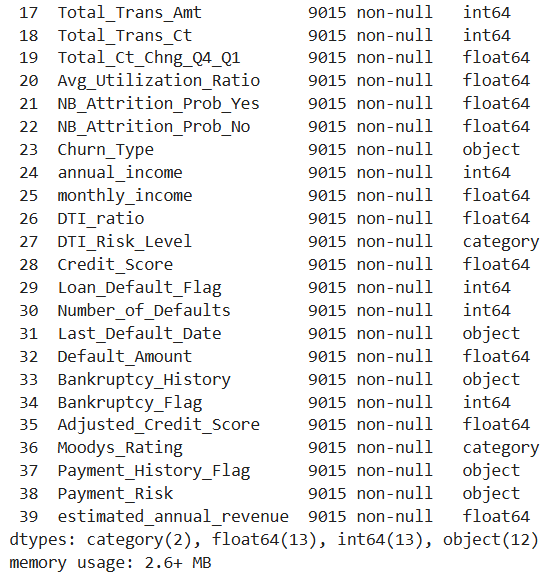 17 Total_Trans_Amt 9015 non-null int64
18 Total_Trans_Ct 9015 non-null int64
19 Total_Ct_Chng_Q4_Q1 9015 non-null float64
20 Avg_Utilization_Ratio 9015 non-null float64
21 NB_Attrition_Prob_Yes 9015 non-null float64
22 NB_Attrition_Prob_No 9015 non-null float64
23 Churn_Type 9015 non-null object
24 annual_income 9015 non-null int64
25 monthly_income 9015 non-null float64
26 DTI_ratio 9015 non-null float64
27 DTI_Risk_Level 9015 non-null category
28 Credit_Score 9015 non-null float64
29 Loan_Default_Flag 9015 non-null int64
30 Number_of_Defaults 9015 non-null int64
31 Last_Default_Date 9015 non-null object
32 Default_Amount 9015 non-null float64
33 Bankruptcy_History 9015 non-null object
34 Bankruptcy_Flag 9015 non-null int64
35 Adjusted_Credit_Score 9015 non-null float64
36 Moodys_Rating 9015 non-null category
37 Payment_History_Flag 9015 non-null object
38 Payment_Risk 9015 non-null object
39 estimated_annual_revenue 9015 non-null float64
dtypes: category(2), float64(13), int64(13), object(12)
memory usage: 2.6+ MB